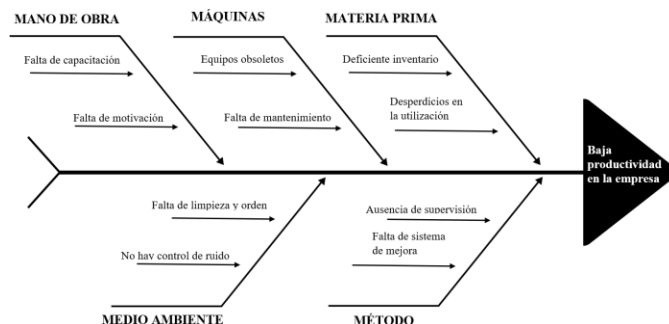 MANO DE OBRA
MÁQUINAS
MATERIA PRIMA
Falta de capacitación
Equipos obsoletos
Deficiente inventario
Falta de motivación
Falta de mantenimiento
Desperdicios en
la utilización
Baja
productividad
en la empresa
Falta de limpieza y orden
Ausencia de supervisión
No hav control de ruido
Falta de sistema
de mejora
MEDIO AMBIENTE
MÉTODO